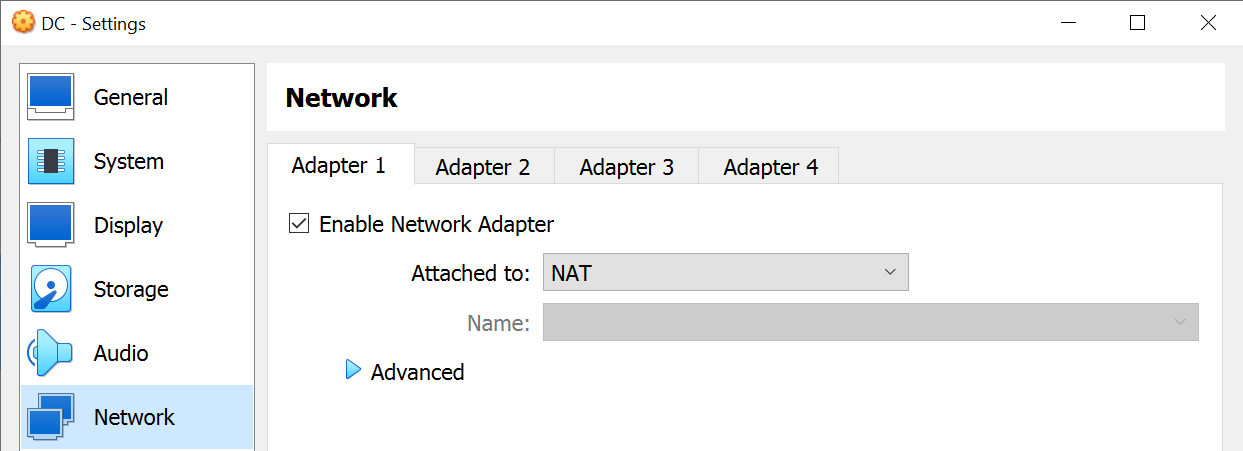 DC - Settings
General
System
Display
Storage
Audio
Network
Network
Adapter 1 Adapter 2 Adapter 3 Adapter 4
Enable Network Adapter
Attached to: NAT
Name:
Advanced